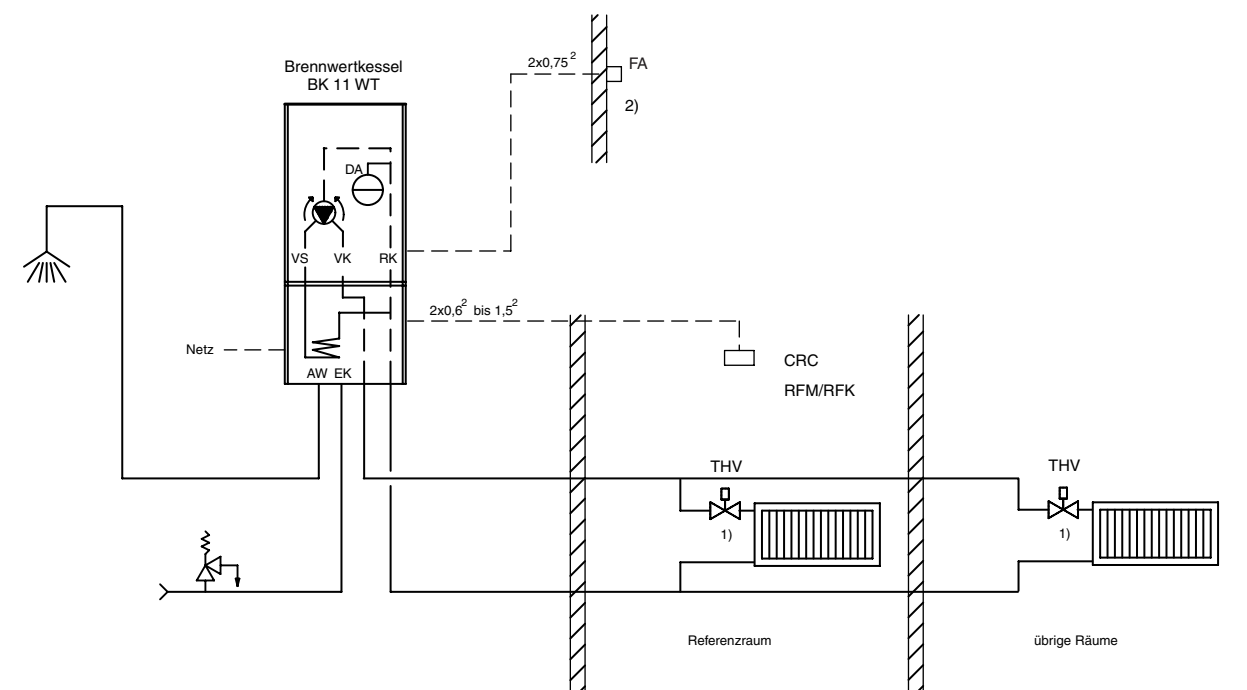 Brennwertkessel
BK 11 WT
2x0,75²
FA
2)
DA
VS VK RK
2x0,6² bis 1,5²
Netz
AW EK
CRC
RFM/RFK
THV
1)
THV
1)
Referenzraum
übrige Räume